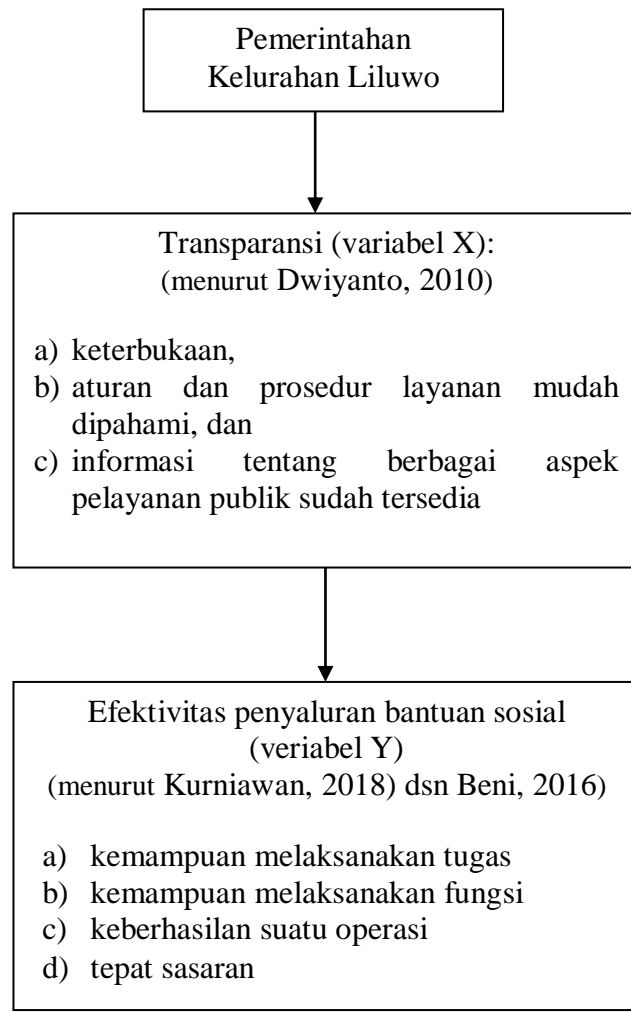 Pemerintahan
Kelurahan Liluwo
Transparansi (variabel X):
(menurut Dwiyanto, 2010)
a) keterbukaan,
b) aturan dan prosedur layanan mudah
dipahami, dan
c) informasi tentang berbagai aspek
pelayanan publik sudah tersedia
Efektivitas penyaluran bantuan sosial
(veriabel Y)
(menurut Kurniawan, 2018) dsn Beni, 2016)
a) kemampuan melaksanakan tugas
b) kemampuan melaksanakan fungsi
c) keberhasilan suatu operasi
d) tepat sasaran